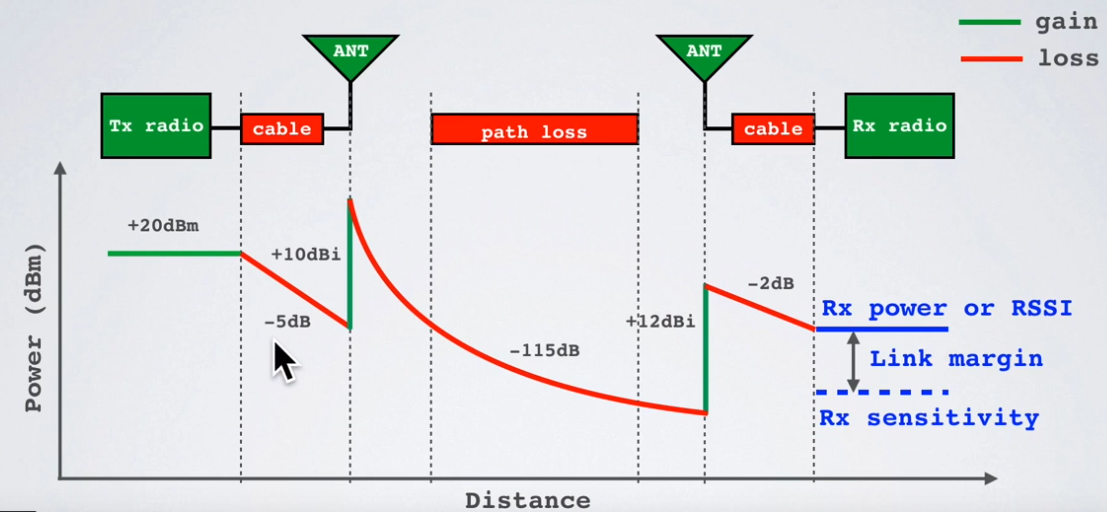 gain
loss
ANT
ANT
Tx radio
cable
path loss
cable
Rx radio
+20dBm
+10dBi
-5dB
-115dB
+12dBi
-2dB
Rx power or RSSI
Link margin
Rx sensitivity
Power (dBm)
Distance